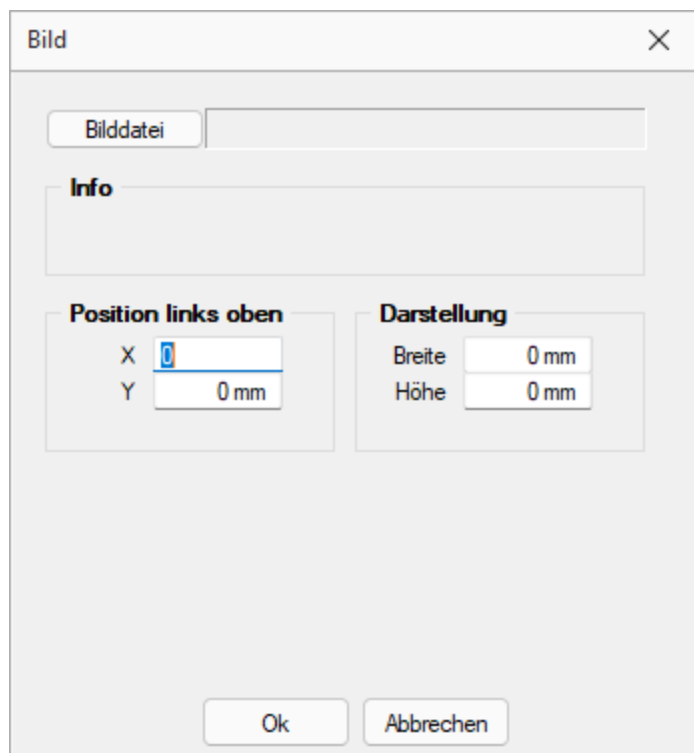 Bild
Bilddatei
Info
Position links oben
X 0
Y 0 mm
Darstellung
Breite 0 mm
Höhe 0 mm
Ok Abbrechen